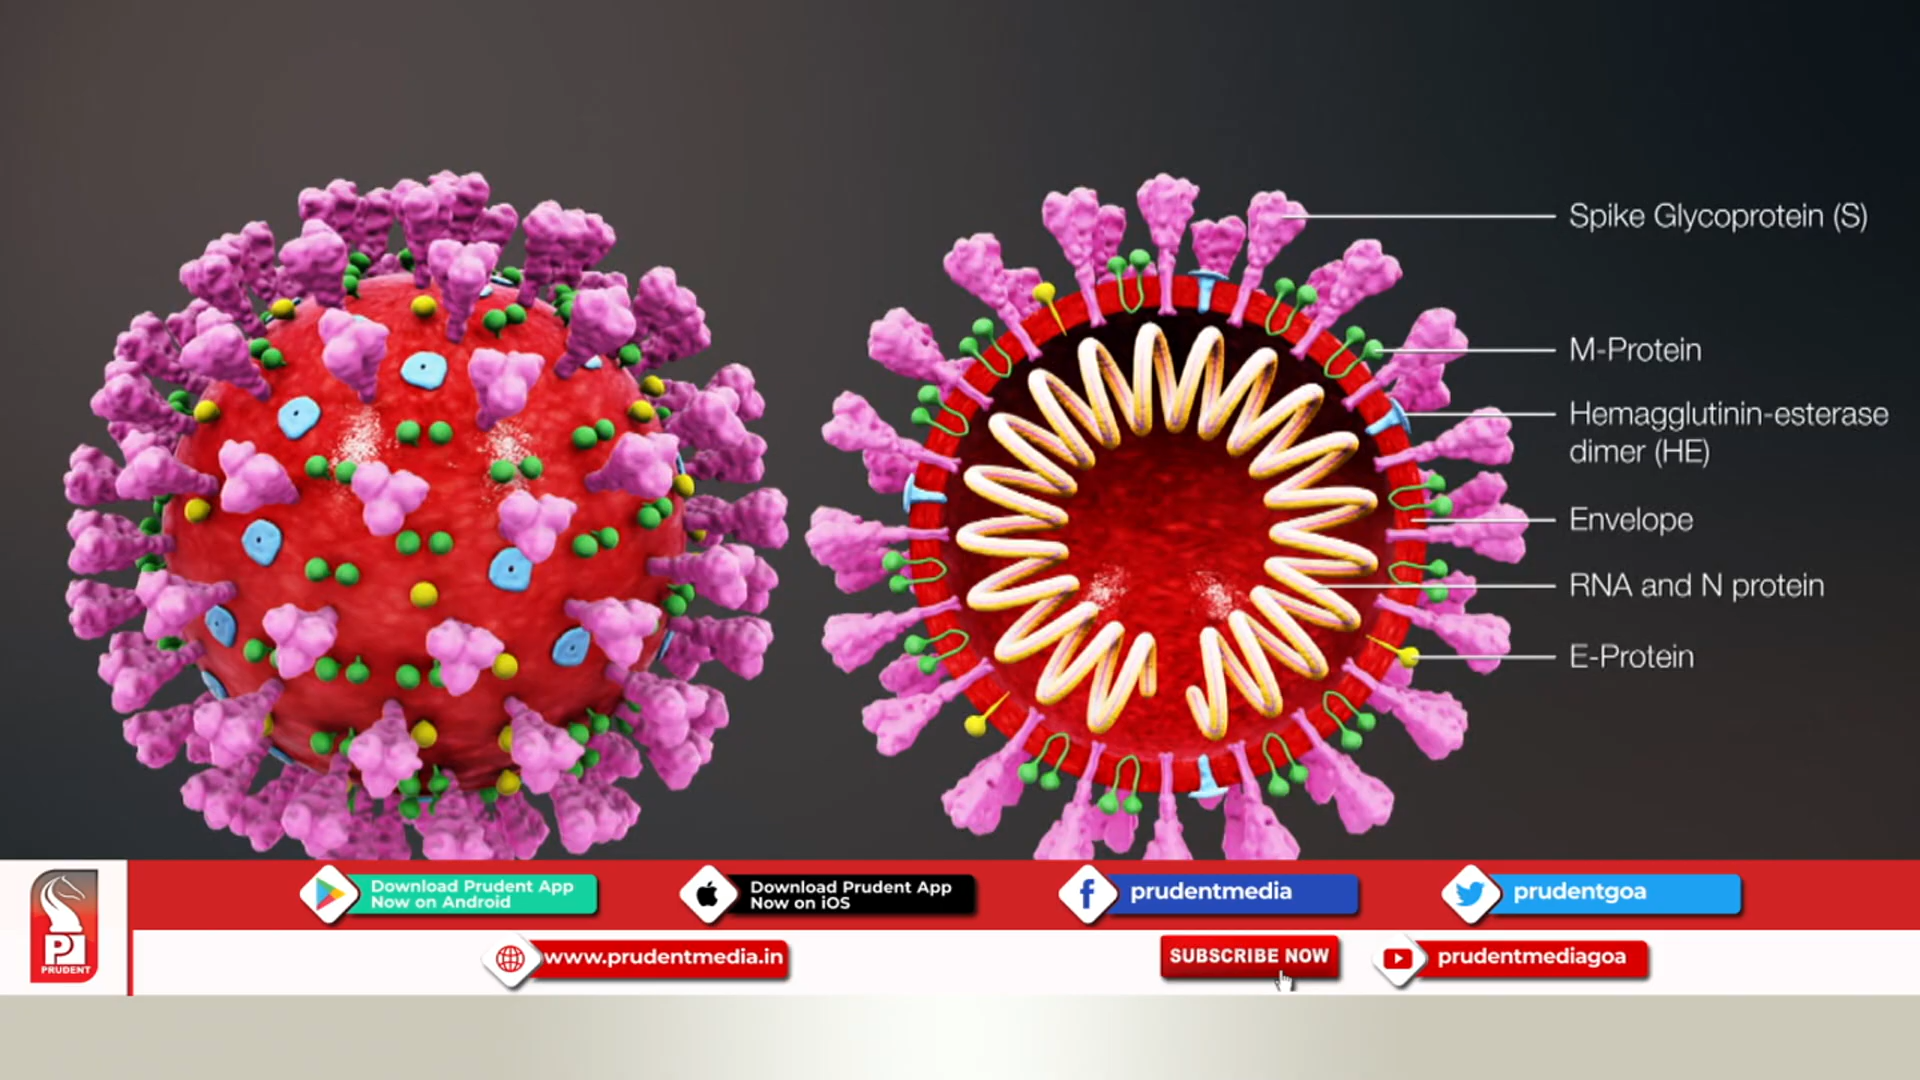 Spike Glycoprotein (S)
M-Protein
Hemagglutinin-esterase
dimer (HE)
Envelope
RNA and N protein
E-Protein
Download Prudent App
Now on Android
Download Prudent App
Now on iOS
prudentmedia
prudentgoa
PRUDENT
www.prudentmedia.in
SUBSCRIBE NOW
prudentmediagoa